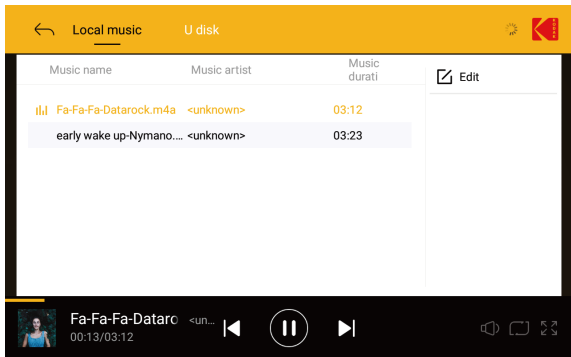 Local music
U disk
Music name
Music artist
Music
durati
Edit
Fa-Fa-Fa-Datarock.m4a
<unknown>
03:12
early wake up-Nymano....
<unknown>
03:23
Fa-Fa-Fa-Dataro
<un...
00:13/03:12